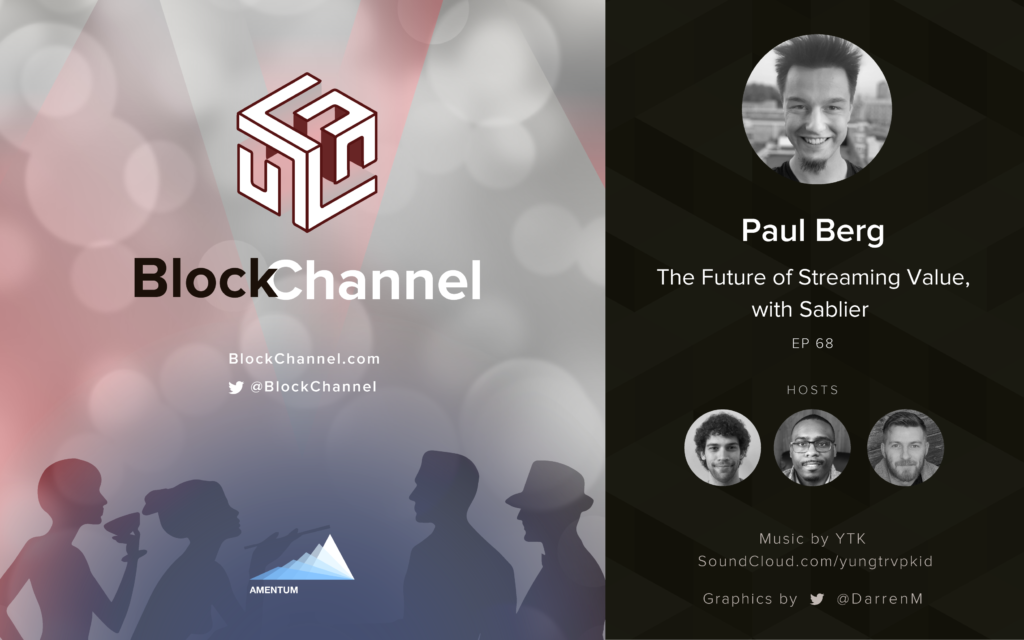 BlockChannel
BlockChannel.com
@BlockChannel
AMENTUM
Paul Berg
The Future of Streaming Value,
with Sablier
EP 68
HOSTS
Music by YTK
SoundCloud.com/yungtrvpkid
Graphics by @DarrenM